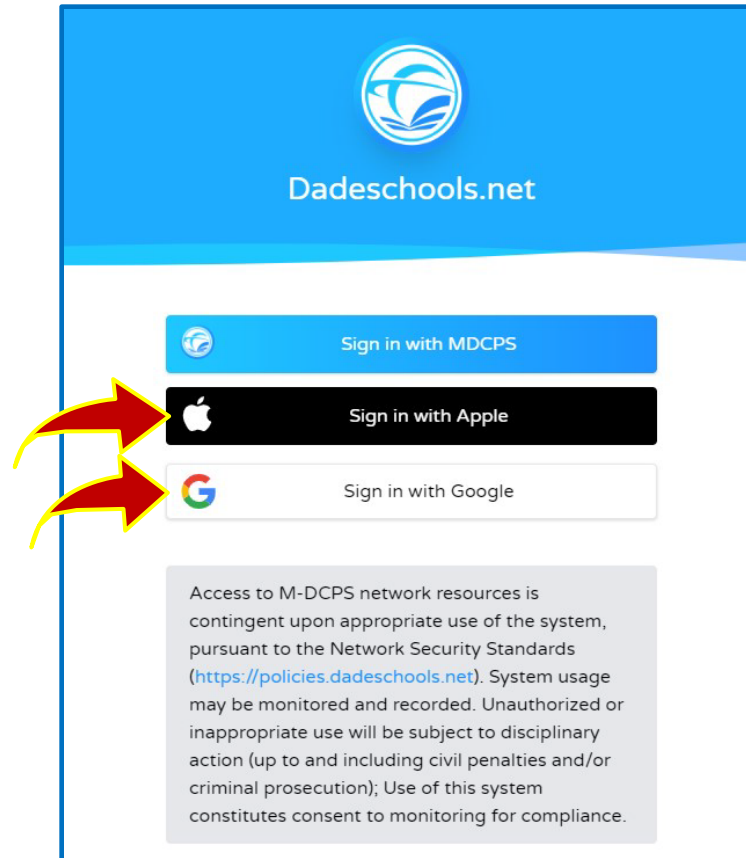 Dadeschools.net
Sign in with MDCPS
Sign in with Apple
Sign in with Google
Access to M-DCPS network resources is
contingent upon appropriate use of the system,
pursuant to the Network Security Standards
(https://policies.dadeschools.net). System usage
may be monitored and recorded. Unauthorized or
inappropriate use will be subject to disciplinary
action (up to and including civil penalties and/or
criminal prosecution); Use of this system
constitutes consent to monitoring for compliance.